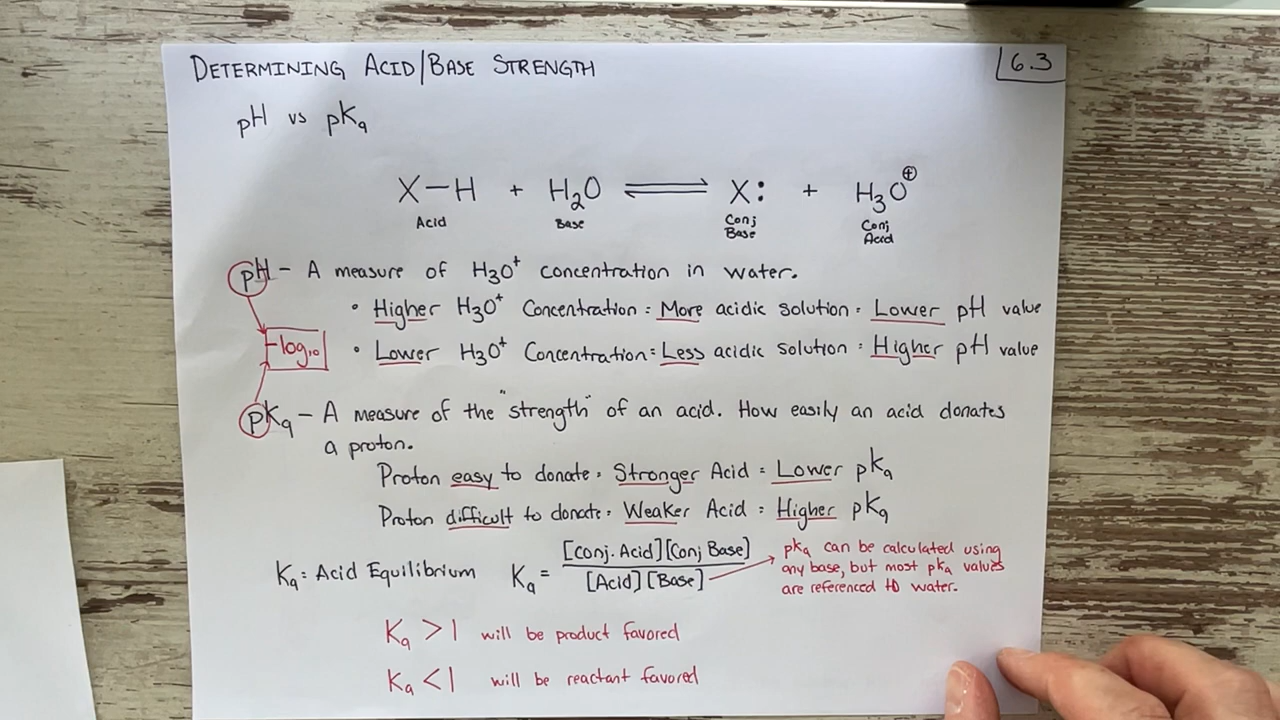 DETERMINING ACID/BASE STRENGTH
6.3
pH vs pKa
X-H + H2O ⇌ X: + H3O⊕
Acid Base Conj Base Conj Acid
pH - A measure of H3O+ concentration in water.
• Higher H3O+ Concentration = More acidic solution = Lower pH value
-log10
• Lower H3O+ Concentration = Less acidic solution = Higher pH value
pKa - A measure of the "strength" of an acid. How easily an acid donates
a proton.
Proton easy to donate = Stronger Acid = Lower pKa
Proton difficult to donate = Weaker Acid = Higher pKa
Ka = Acid Equilibrium Ka = [Conj. Acid][Conj Base] / [Acid][Base]
pKa can be calculated using
any base, but most pKa values
are referenced to water.
Ka > 1 will be product favored
Ka < 1 will be reactant favored